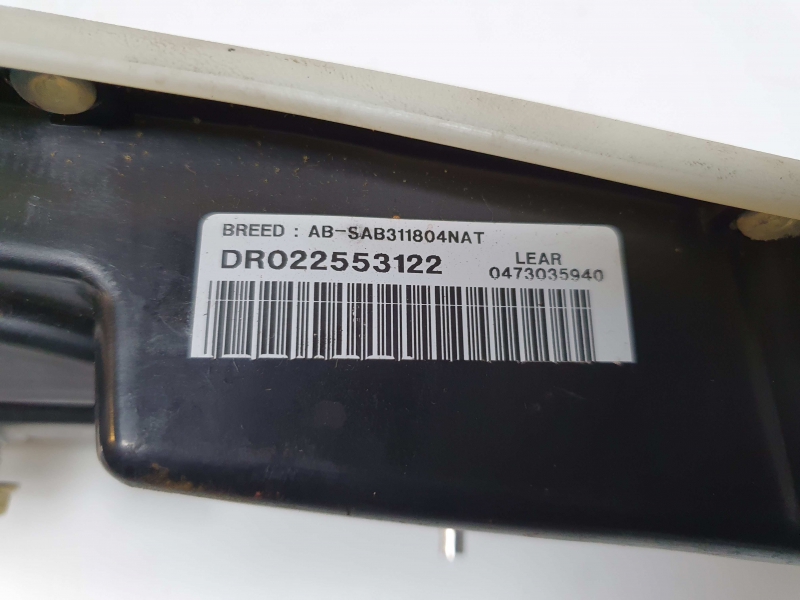 BREED : AB-SAB311804NAT
DR022553122
LEAR
0473035940